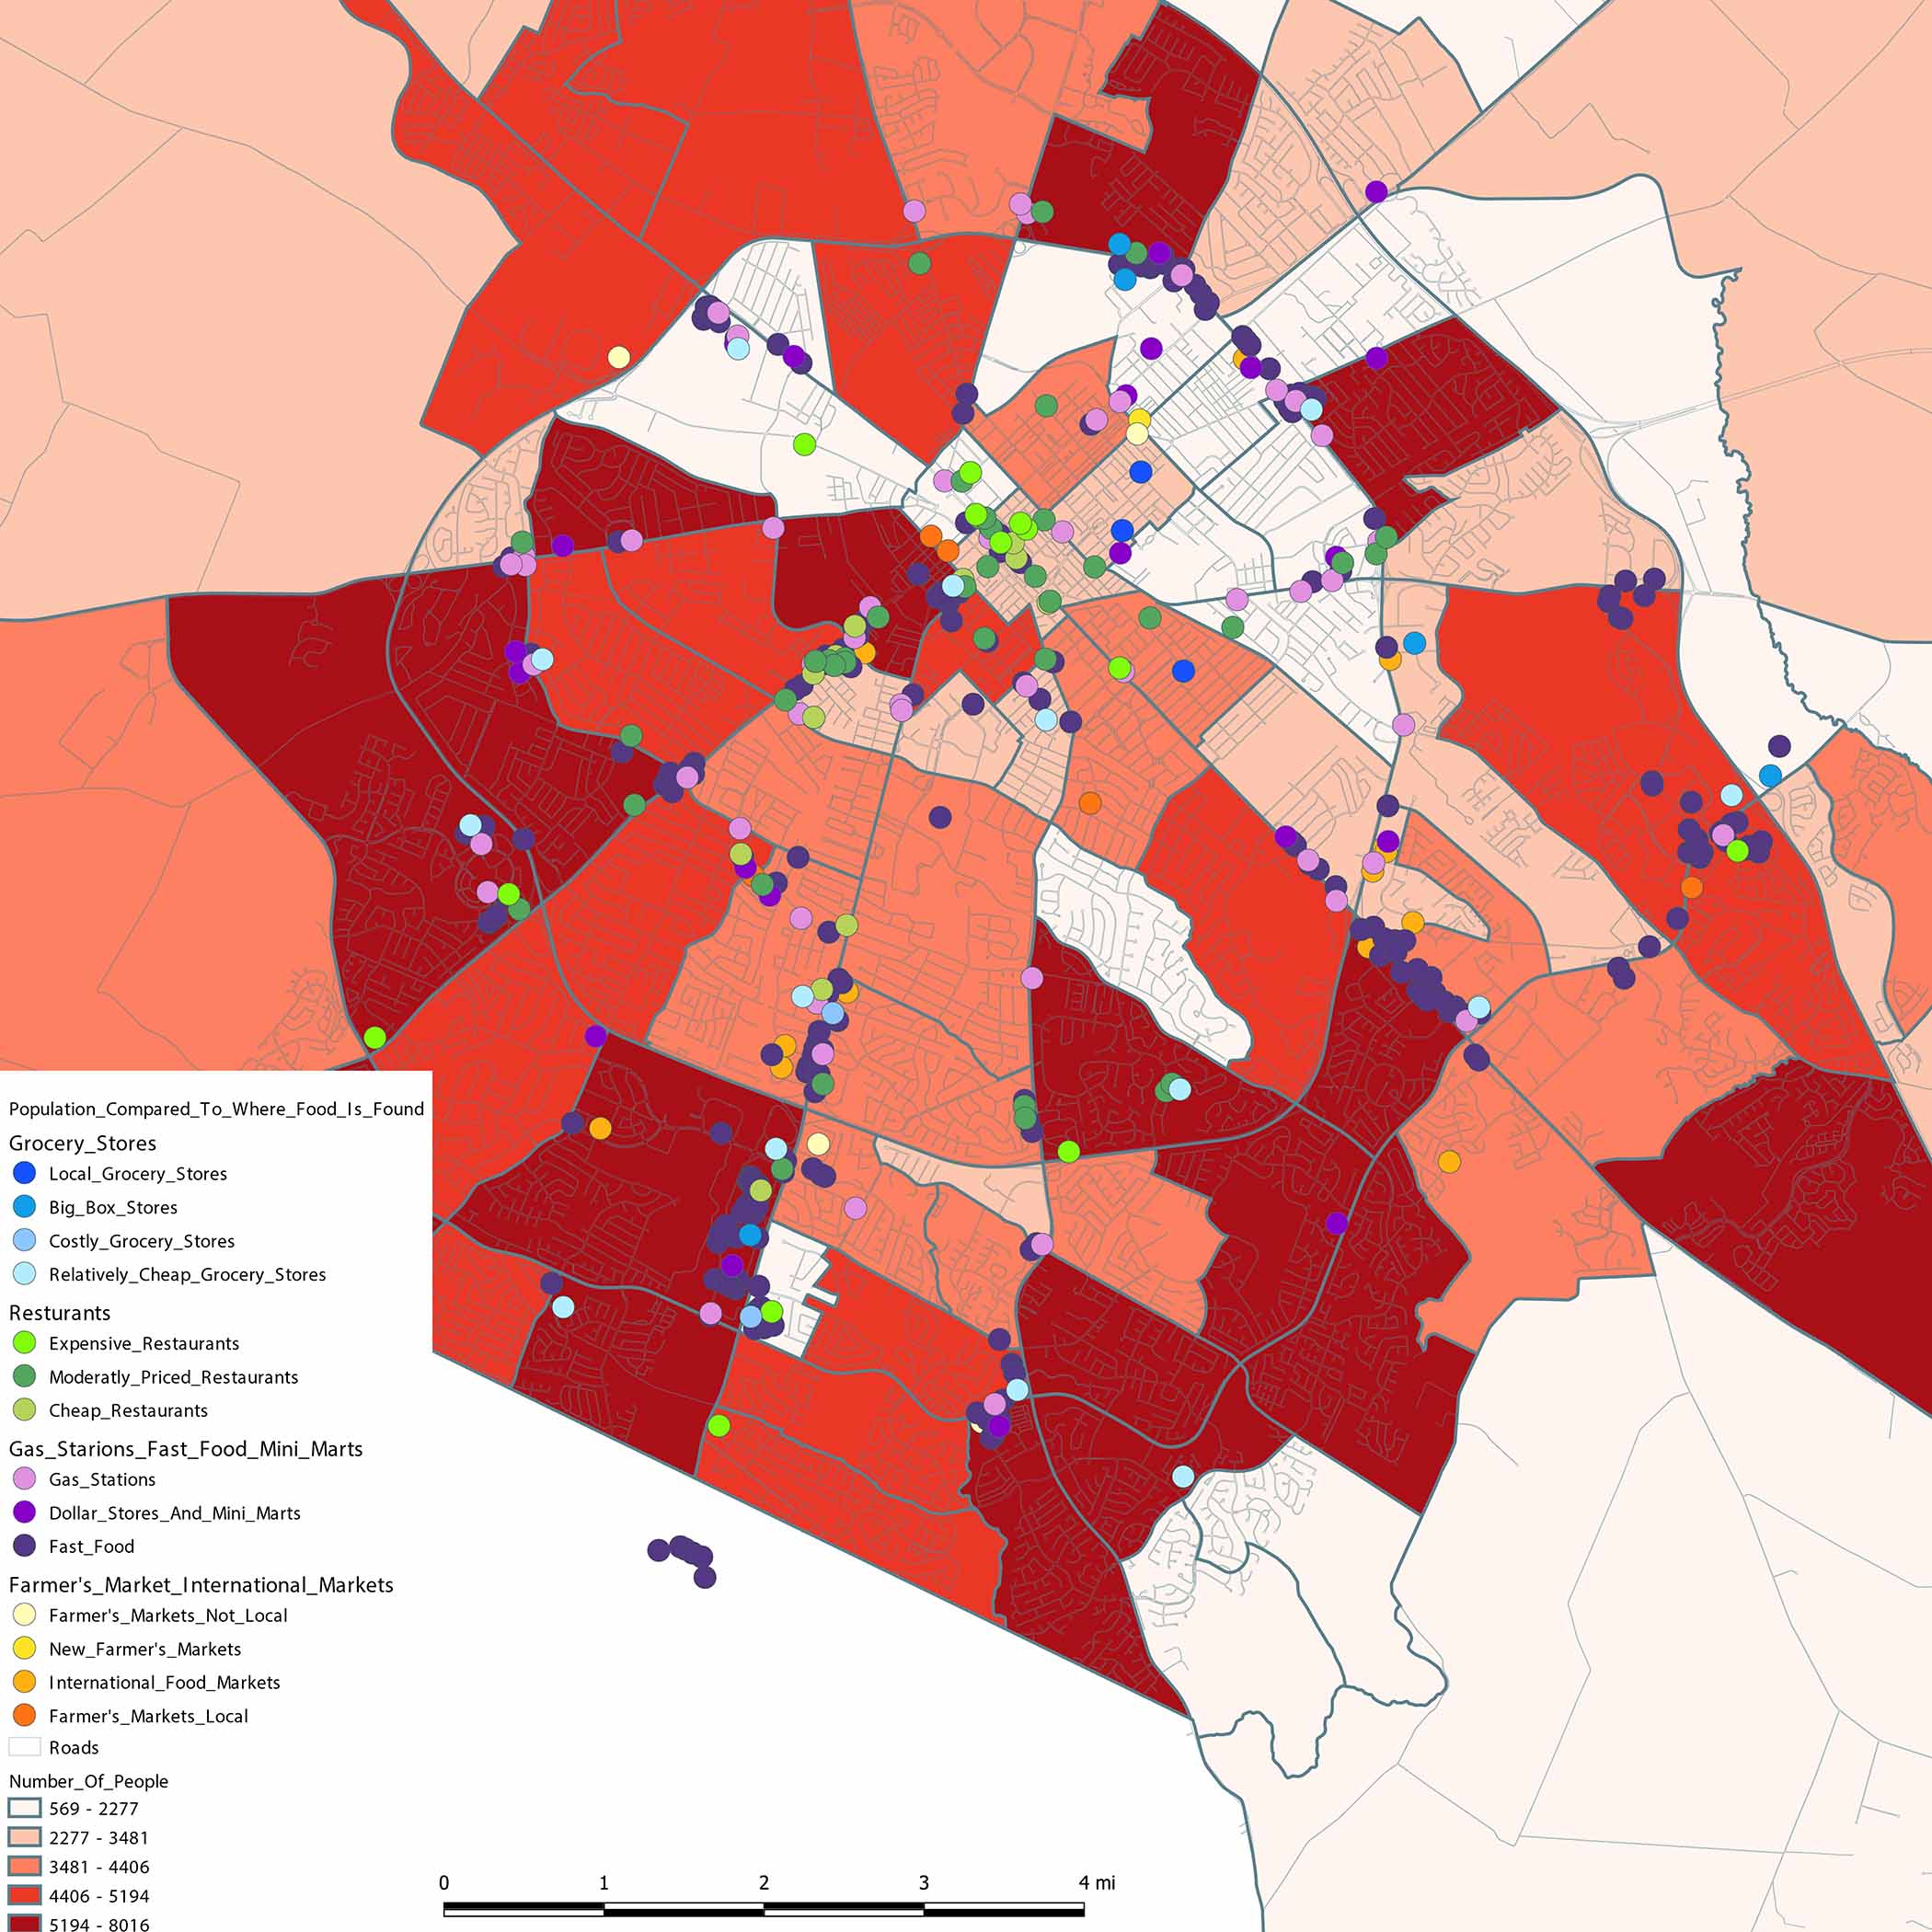 Population_Compared_To_Where_Food_Is_Found
Grocery_Stores
Local_Grocery_Stores
Big_Box_Stores
Costly_Grocery_Stores
Relatively_Cheap_Grocery_Stores
Resturants
Expensive_Restaurants
Moderatly_Priced_Restaurants
Cheap_Restaurants
Gas_Starions_Fast_Food_Mini_Marts
Gas_Stations
Dollar_Stores_And_Mini_Marts
Fast_Food
Farmer's_Market_International_Markets
Farmer's_Markets_Not_Local
New_Farmer's_Markets
International_Food_Markets
Farmer's_Markets_Local
Roads
Number_Of_People
569 - 2277
2277 - 3481
3481 - 4406
4406 - 5194
5194 - 8016
0 1 2 3 4 mi